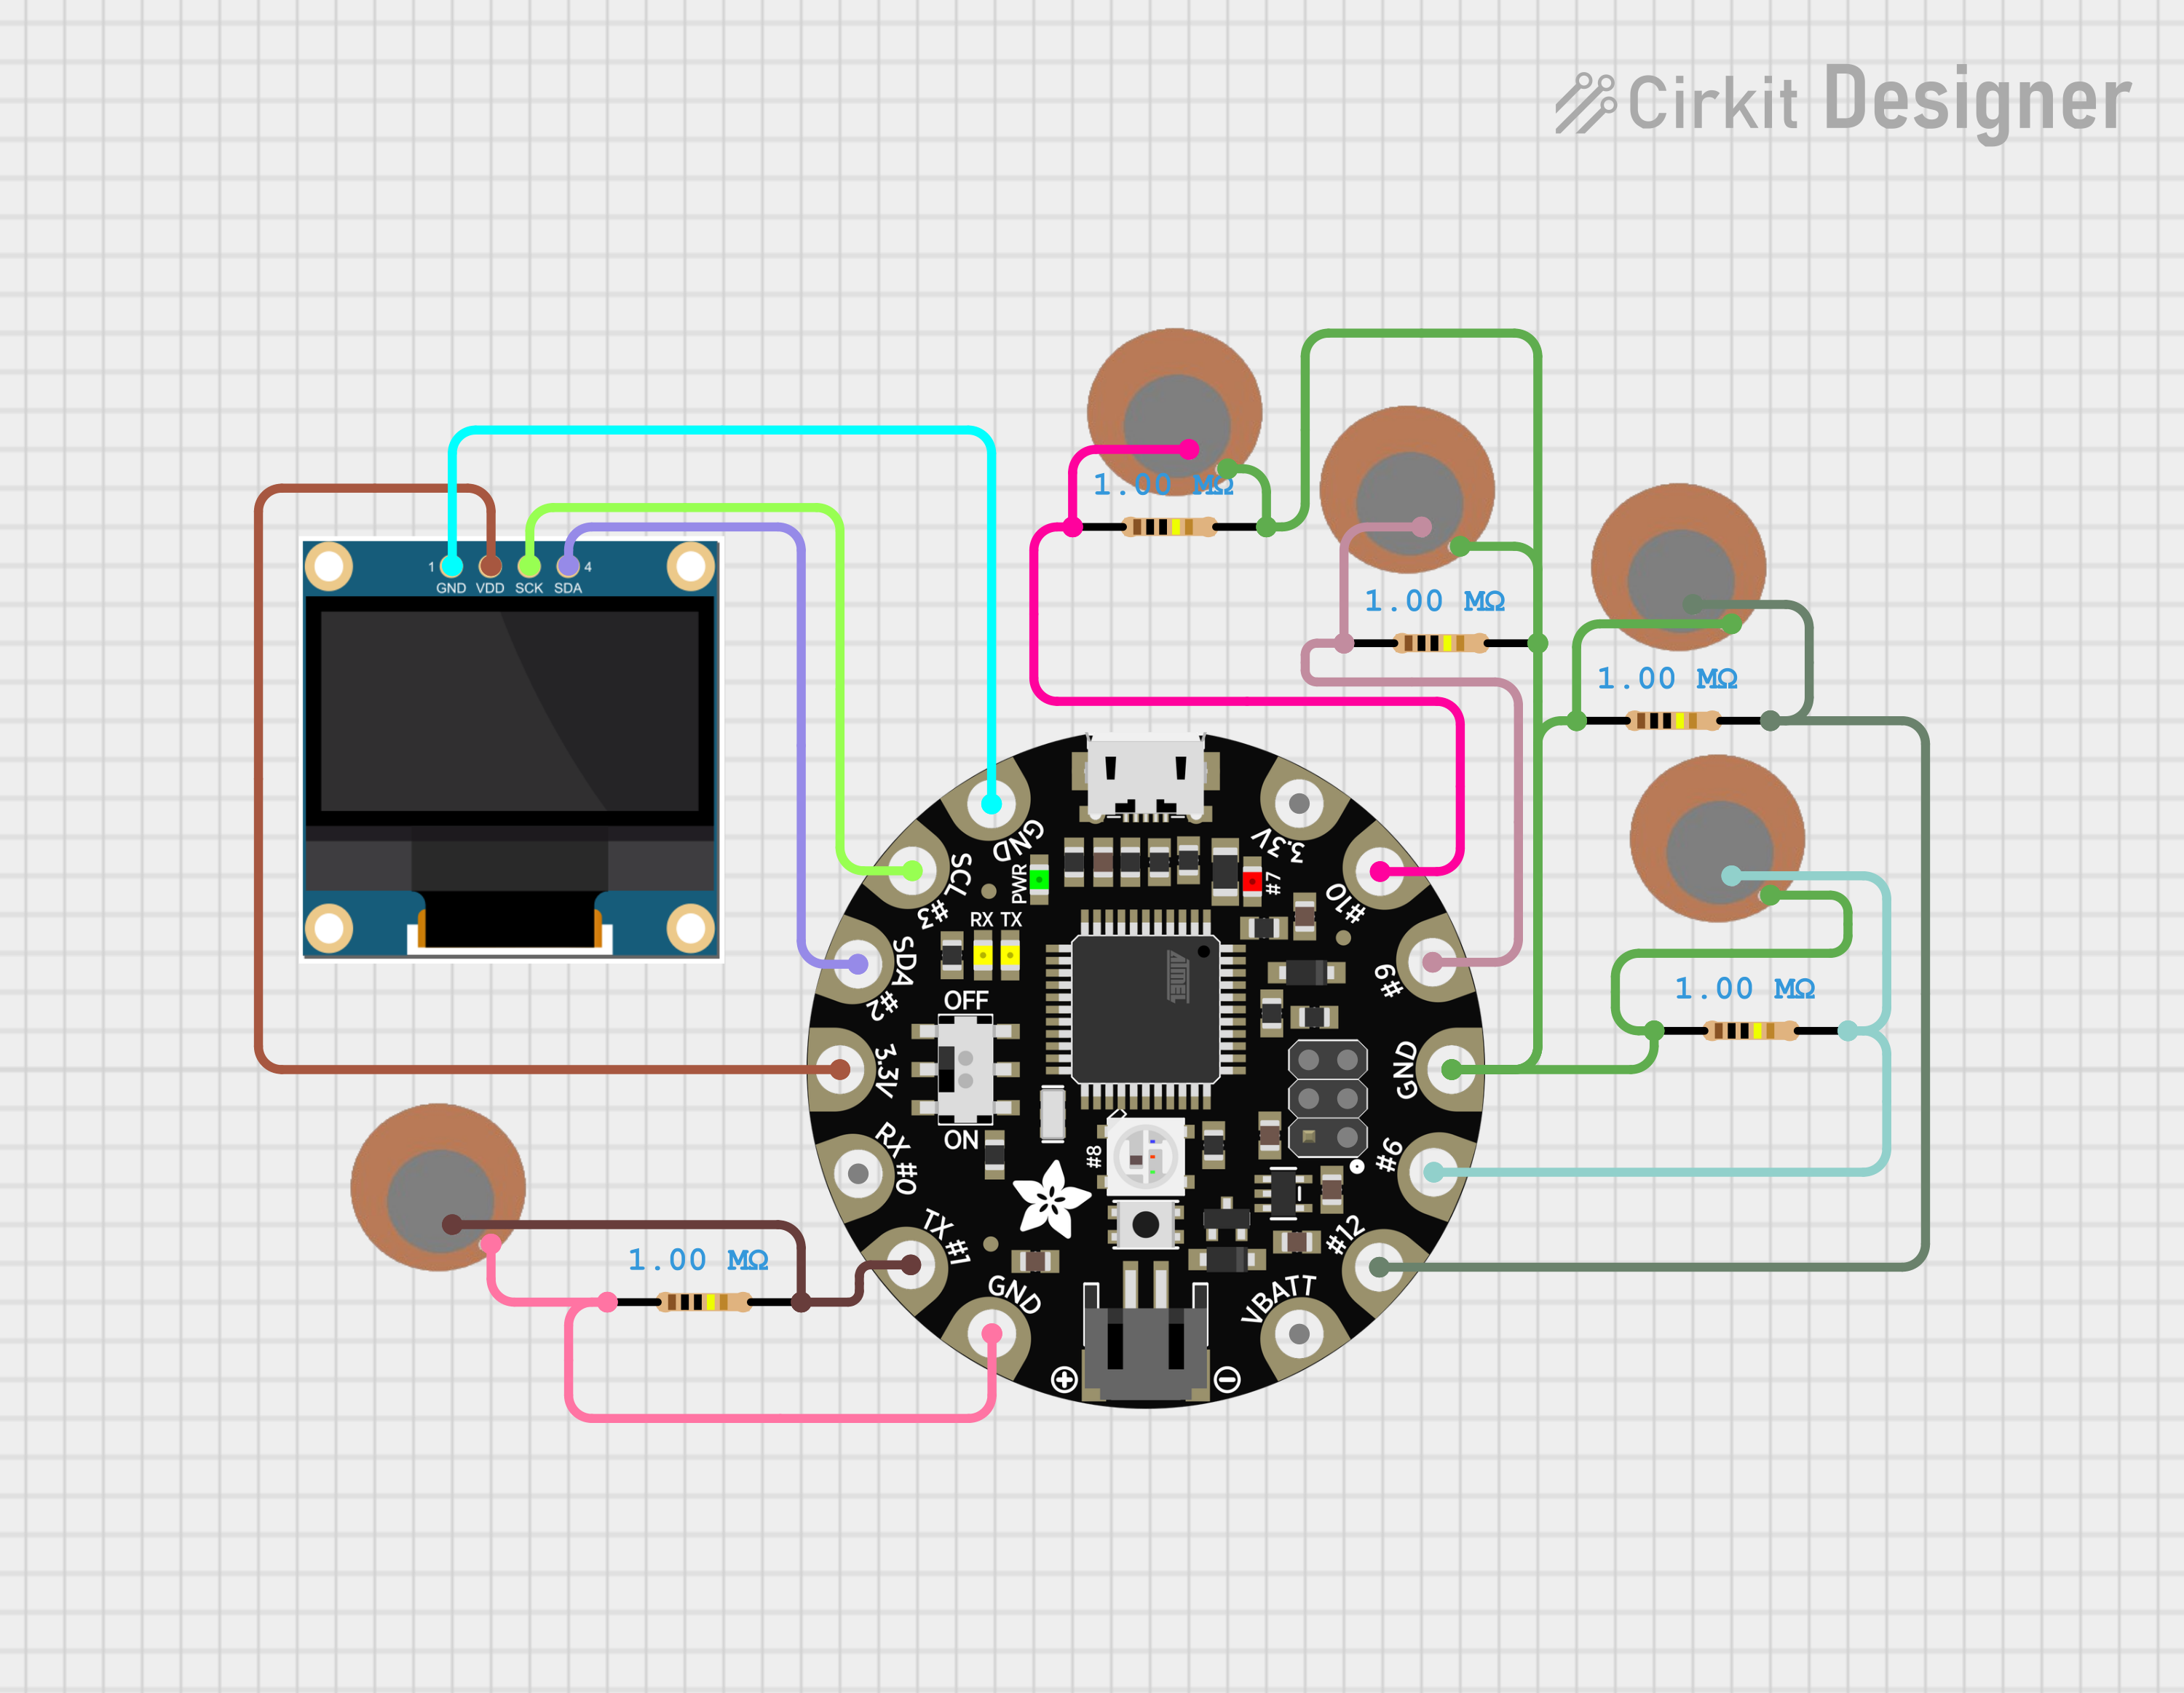 Cirkit Designer
1.00 MΩ
1 4
GND VDD SCK SDA
1.00 MΩ
1.00 MΩ
GND
3.3V
SCL #3
PWR
#7
#10
RX TX
SDA #2
ATMEL
#9
OFF
1.00 MΩ
3.3V
GND
ON
RX #0
#8
#6
TX #1
#12
1.00 MΩ
GND
VBATT